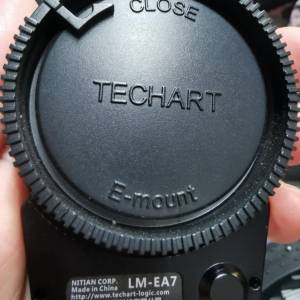 CLOSE
TECHART
E-mount
NITIAN CORP. LM-EA7
Made in China
http://www.techart-logic.com